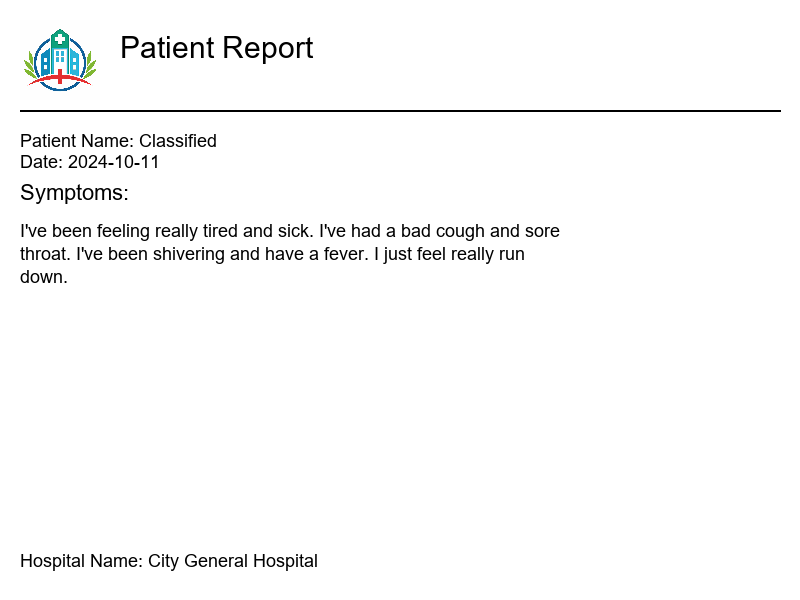 Patient Report
Patient Name: Classified
Date: 2024-10-11
Symptoms:
I've been feeling really tired and sick. I've had a bad cough and sore
throat. I've been shivering and have a fever. I just feel really run
down.
Hospital Name: City General Hospital